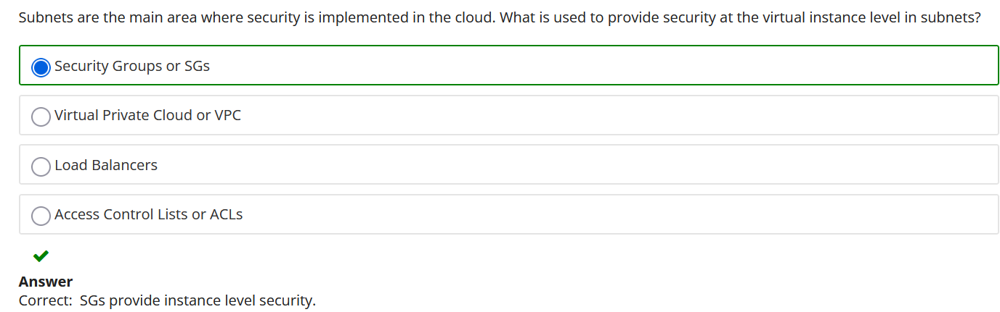 Subnets are the main area where security is implemented in the cloud. What is used to provide security at the virtual instance level in subnets?
Security Groups or SGs
Virtual Private Cloud or VPC
Load Balancers
Access Control Lists or ACLs
Answer
Correct:  SGs provide instance level security.